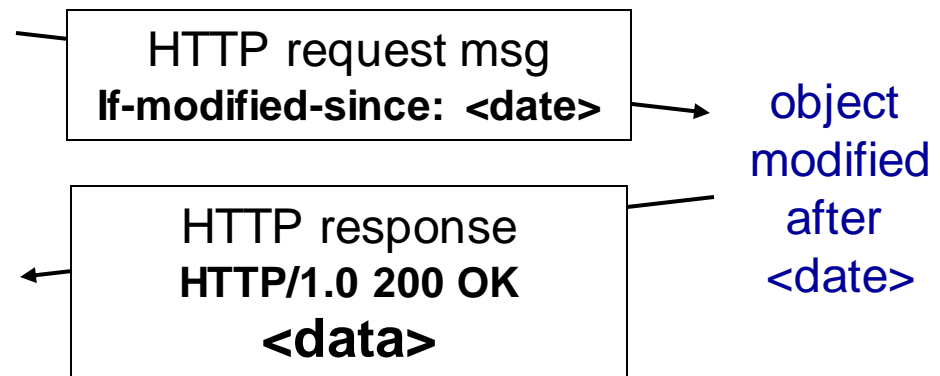 HTTP request msg
If-modified-since: <date>
object
modified
after
<date>
HTTP response
HTTP/1.0 200 OK
<data>